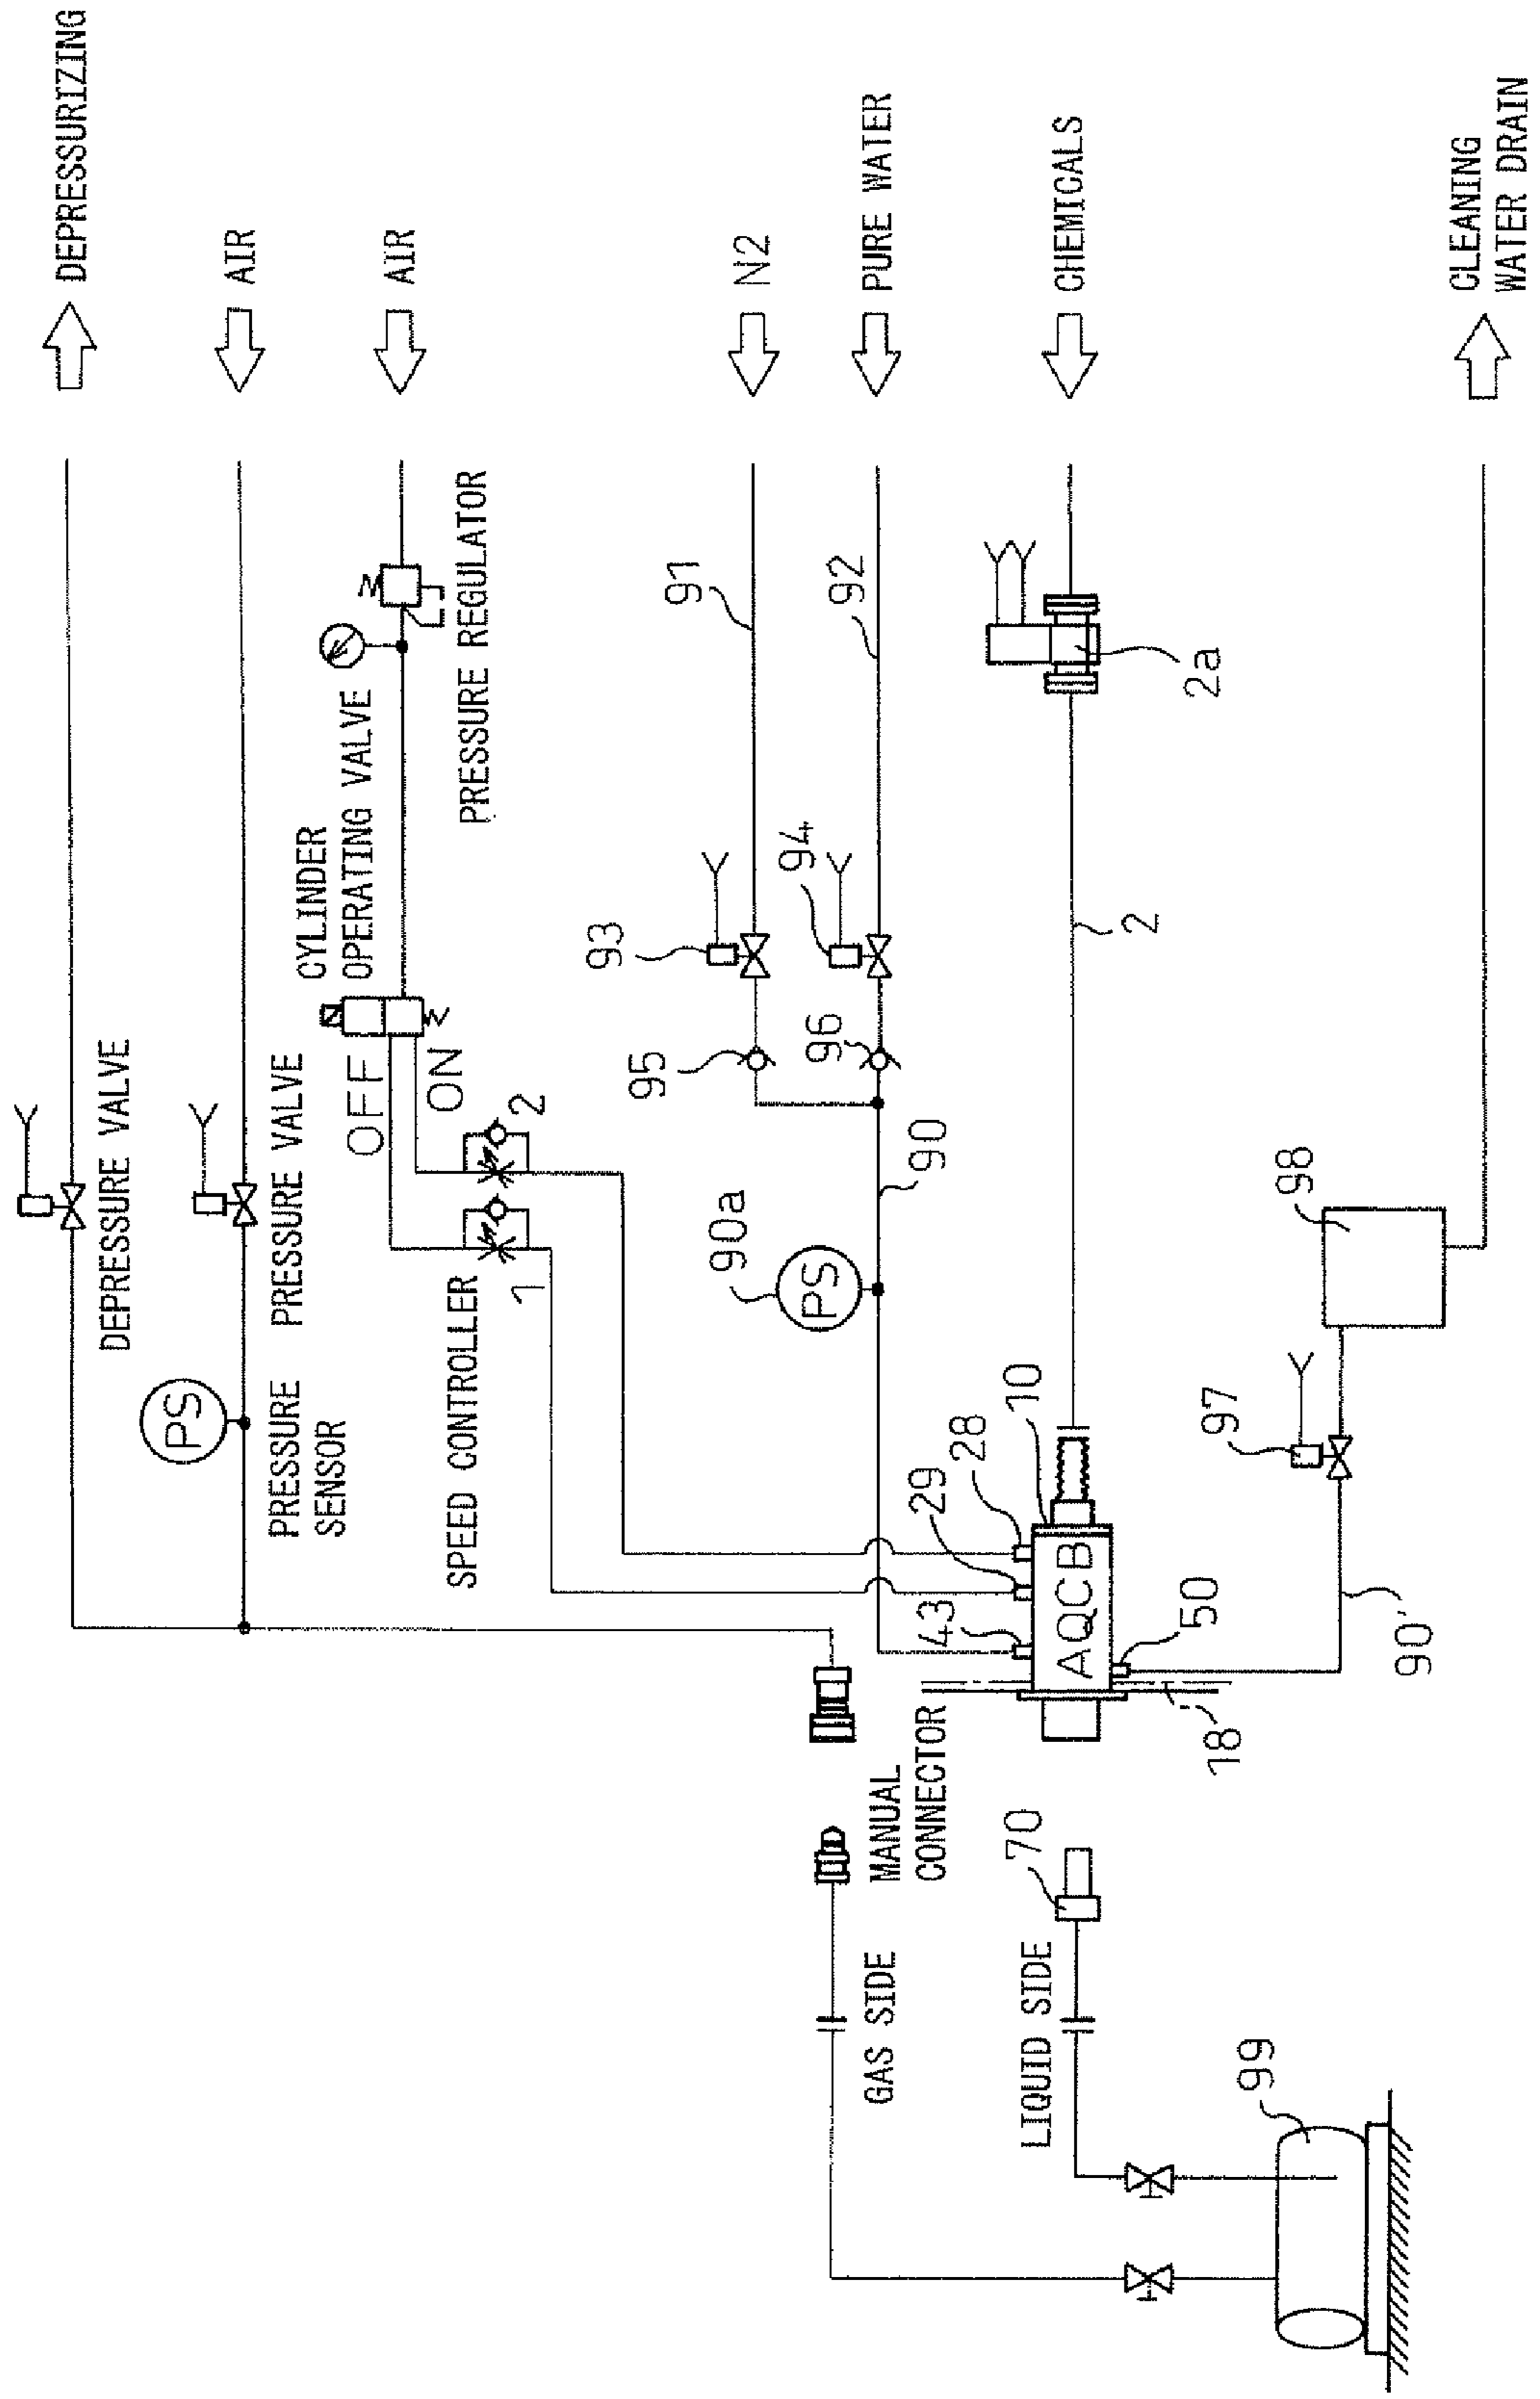 DEPRESSURIZING
AIR
AIR
N2
PURE WATER
CHEMICALS
CLEANING
WATER DRAIN
PRESSURE REGULATOR
CYLINDER
OPERATING VALVE
91
92
2a
93
94
2
95
96
OFF
ON
DEPRESSURE VALVE
PRESSURE VALVE
PS
PRESSURE
SENSOR
SPEED CONTROLLER
1
2
90a
PS
90
98
97
10
28
29
43
AQCB
50
90'
18
MANUAL
CONNECTOR
70
GAS SIDE
LIQUID SIDE
99